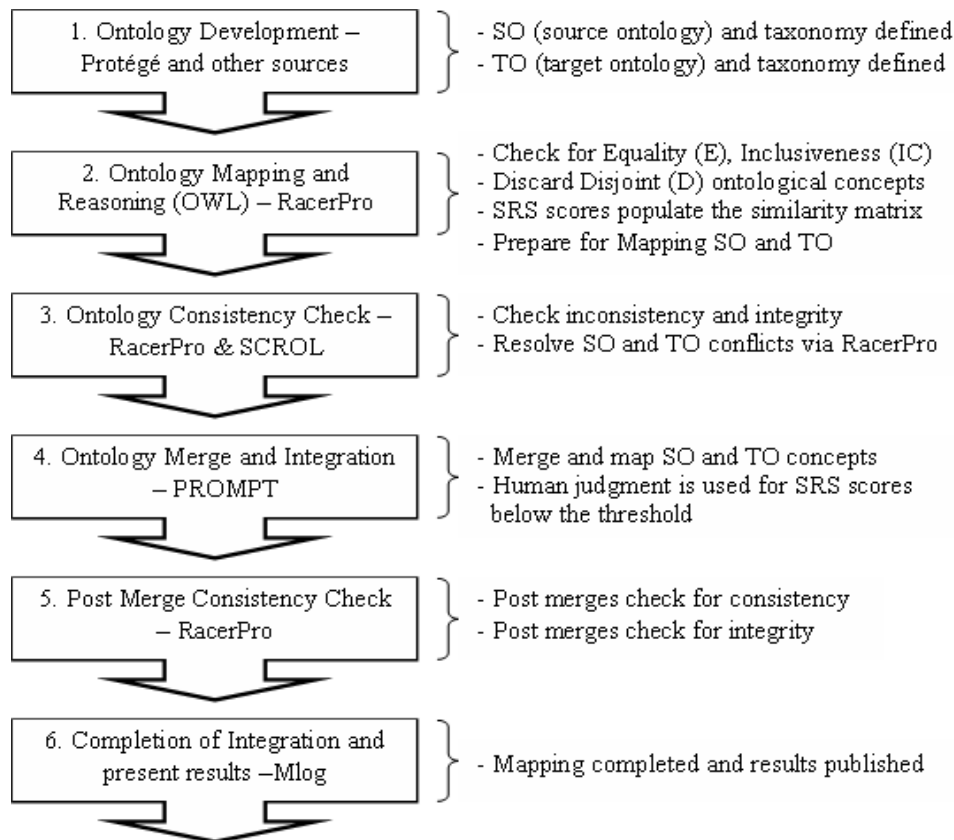 1. Ontology Development –
Protégé and other sources
- SO (source ontology) and taxonomy defined
- TO (target ontology) and taxonomy defined
2. Ontology Mapping and
Reasoning (OWL) – RacerPro
- Check for Equality (E), Inclusiveness (IC)
- Discard Disjoint (D) ontological concepts
- SRS scores populate the similarity matrix
- Prepare for Mapping SO and TO
3. Ontology Consistency Check –
RacerPro & SCROL
- Check inconsistency and integrity
- Resolve SO and TO conflicts via RacerPro
4. Ontology Merge and Integration
– PROMPT
- Merge and map SO and TO concepts
- Human judgment is used for SRS scores
below the threshold
5. Post Merge Consistency Check
– RacerPro
- Post merges check for consistency
- Post merges check for integrity
6. Completion of Integration and
present results –Mlog
- Mapping completed and results published